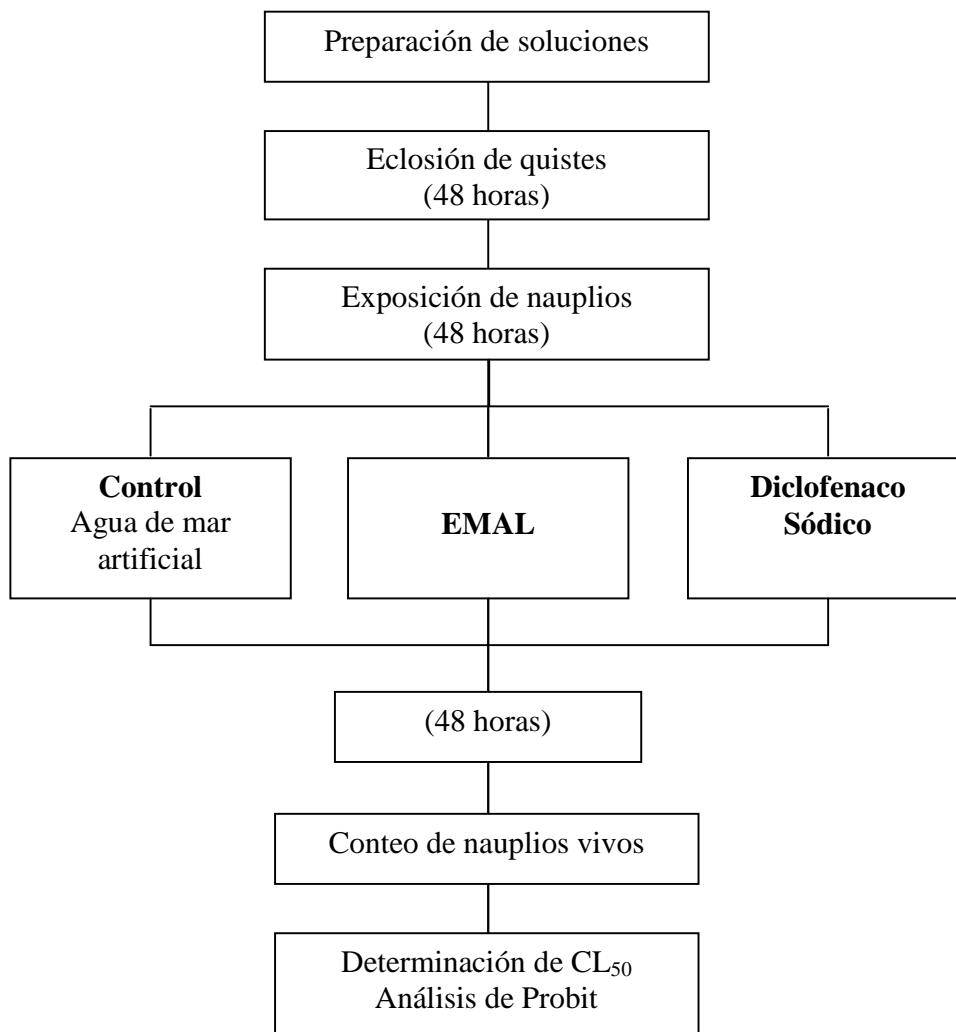 Preparación de soluciones
Eclosión de quistes
(48 horas)
Exposición de nauplios
(48 horas)
Control
Agua de mar
artificial
EMAL
Diclofenaco
Sódico
(48 horas)
Conteo de nauplios vivos
Determinación de CL₅₀
Análisis de Probit